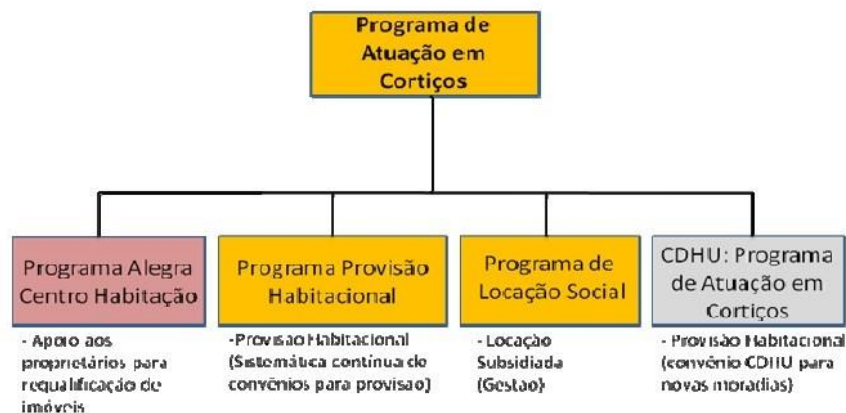 Programa de
Atuação em
Cortiços
Programa Alegra
Centro Habitação
- Apoio aos
proprietários para
requalificação de
imóveis
Programa Provisão
Habitacional
-Provisão Habitacional
(Sistemática contínua de
convênios para provisão)
Programa de
Locação Social
- Locação
Subsidiada
(Gestão)
CDHU: Programa
de Atuação em
Cortiços
- Provisão Habitacional
(convênio CDHU para
novas moradias)